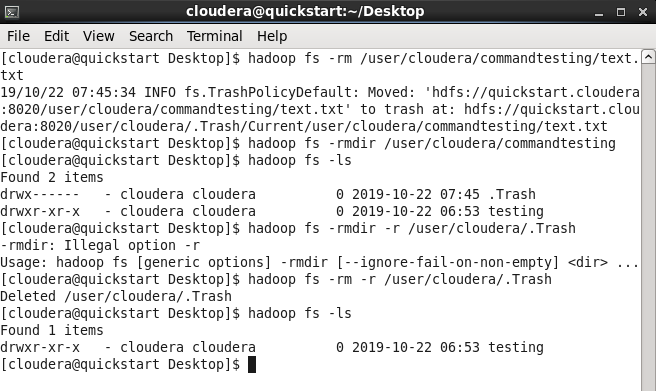 cloudera@quickstart:~/Desktop
File Edit View Search Terminal Help
[cloudera@quickstart Desktop]$ hadoop fs -rm /user/cloudera/commandtesting/text.
txt
19/10/22 07:45:34 INFO fs.TrashPolicyDefault: Moved: 'hdfs://quickstart.cloudera
:8020/user/cloudera/commandtesting/text.txt' to trash at: hdfs://quickstart.clou
dera:8020/user/cloudera/.Trash/Current/user/cloudera/commandtesting/text.txt
[cloudera@quickstart Desktop]$ hadoop fs -rmdir /user/cloudera/commandtesting
[cloudera@quickstart Desktop]$ hadoop fs -ls
Found 2 items
drwx------   - cloudera cloudera          0 2019-10-22 07:45 .Trash
drwxr-xr-x   - cloudera cloudera          0 2019-10-22 06:53 testing
[cloudera@quickstart Desktop]$ hadoop fs -rmdir -r /user/cloudera/.Trash
-rmdir: Illegal option -r
Usage: hadoop fs [generic options] -rmdir [--ignore-fail-on-non-empty] <dir> ...
[cloudera@quickstart Desktop]$ hadoop fs -rm -r /user/cloudera/.Trash
Deleted /user/cloudera/.Trash
[cloudera@quickstart Desktop]$ hadoop fs -ls
Found 1 items
drwxr-xr-x   - cloudera cloudera          0 2019-10-22 06:53 testing
[cloudera@quickstart Desktop]$